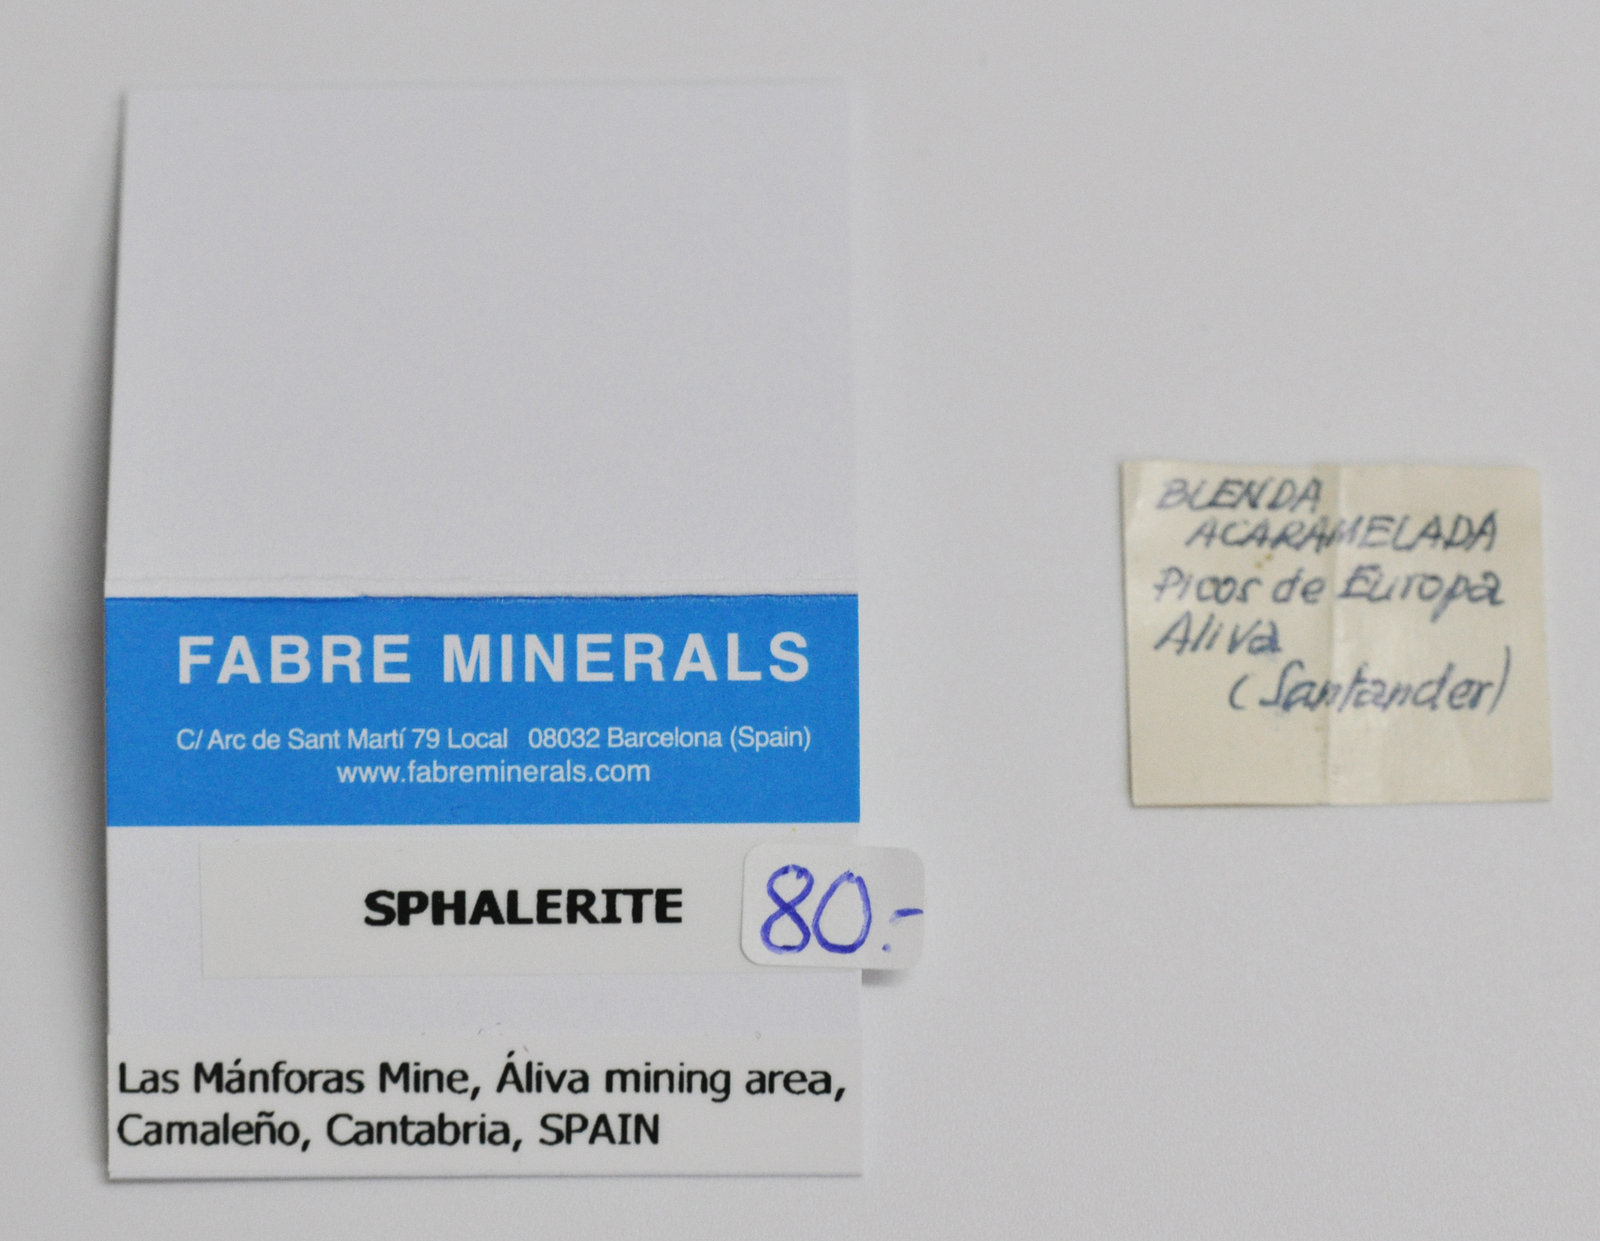 FABRE MINERALS
C/ Arc de Sant Martí 79 Local 08032 Barcelona (Spain)
www.fabreminerals.com
SPHALERITE
80.-
Las Mánforas Mine, Áliva mining area,
Camaleño, Cantabria, SPAIN
BLENDA
ACARAMELADA
Picos de Europa
Aliva
(Santander)